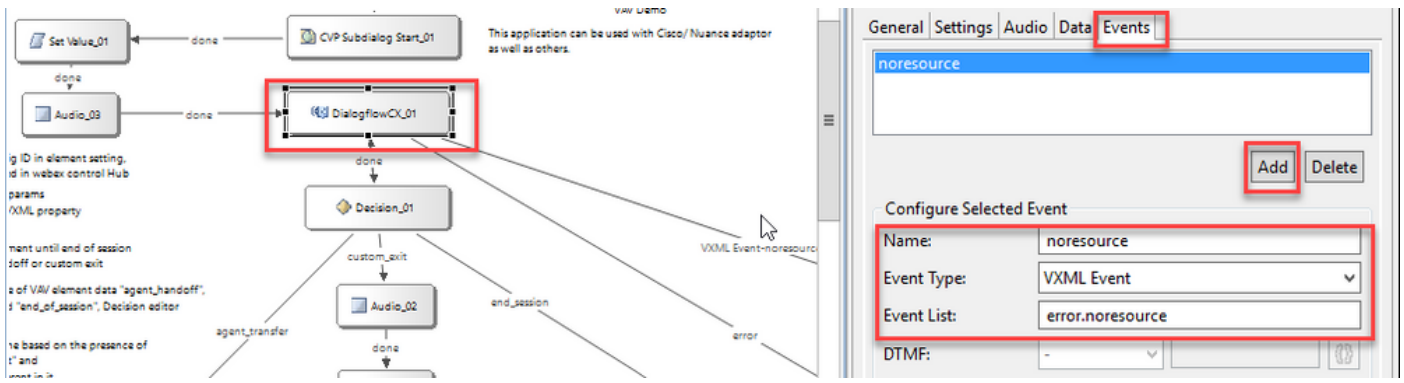 VAV Demo
This application can be used with Cisco/ Nuance adaptor
as well as others.
Set Value_01
done
CVP Subdialog Start_01
done
Audio_03
done
DialogflowCX_01
ig ID in element setting,
in webex control Hub
params
/XML property
done
Decision_01
ment until end of session
doff or custom exit
custom_exit
VXML Event-noresourc
e of VAV element data "agent_handoff",
"end_of_session", Decision editor
Audio_02
end_session
agent_transfer
error
ne based on the presence of
t" and
done
in it
General Settings Audio Data Events
noresource
Add Delete
Configure Selected Event
Name: noresource
Event Type: VXML Event
Event List: error.noresource
DTMF: -